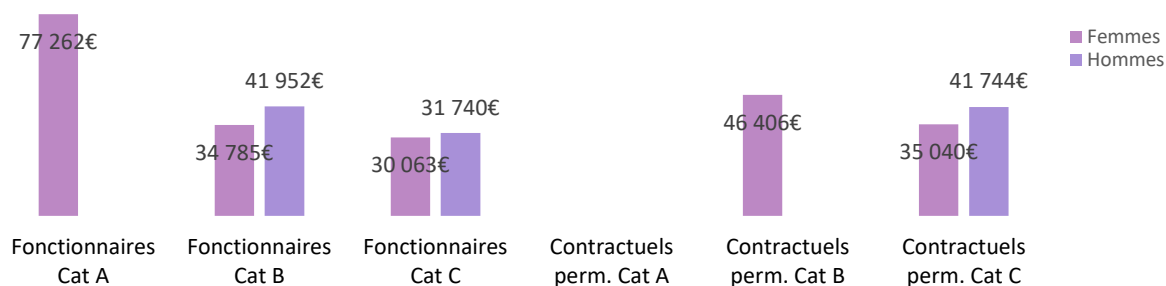 77 262€
Femmes
Hommes
41 952€
41 744€
31 740€
46 406€
34 785€
30 063€
35 040€
Fonctionnaires
Cat A
Fonctionnaires
Cat B
Fonctionnaires
Cat C
Contractuels
perm. Cat A
Contractuels
perm. Cat B
Contractuels
perm. Cat C